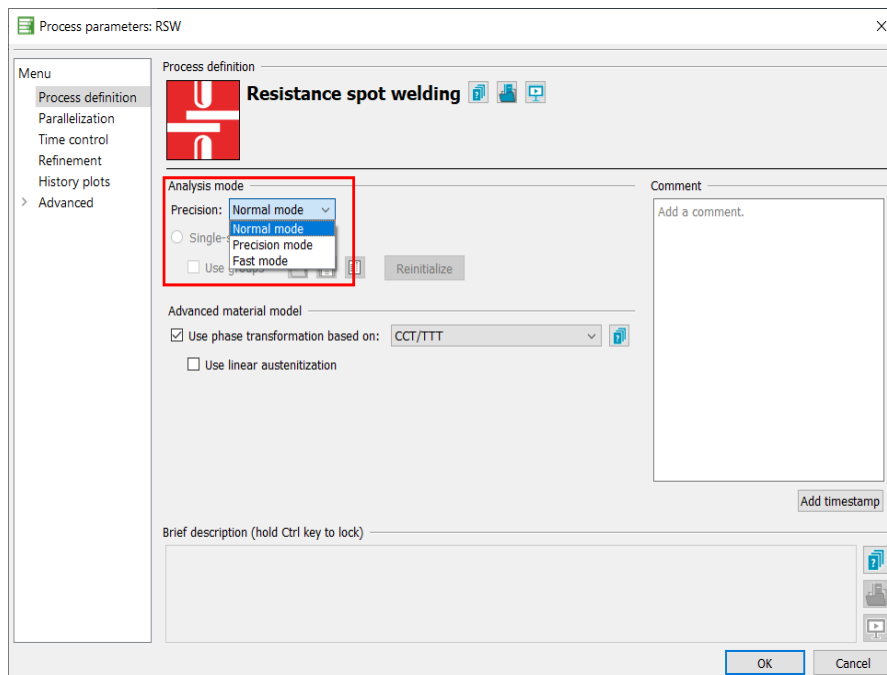 Process parameters: RSW
Menu
Process definition
Parallelization
Time control
Refinement
History plots
Advanced
Process definition
Resistance spot welding
Analysis mode
Precision: Normal mode
Normal mode
Precision mode
Fast mode
Single-s
Use groups
Reinitialize
Advanced material model
Use phase transformation based on: CCT/TTT
Use linear austenitization
Comment
Add a comment.
Add timestamp
Brief description (hold Ctrl key to lock)
OK Cancel